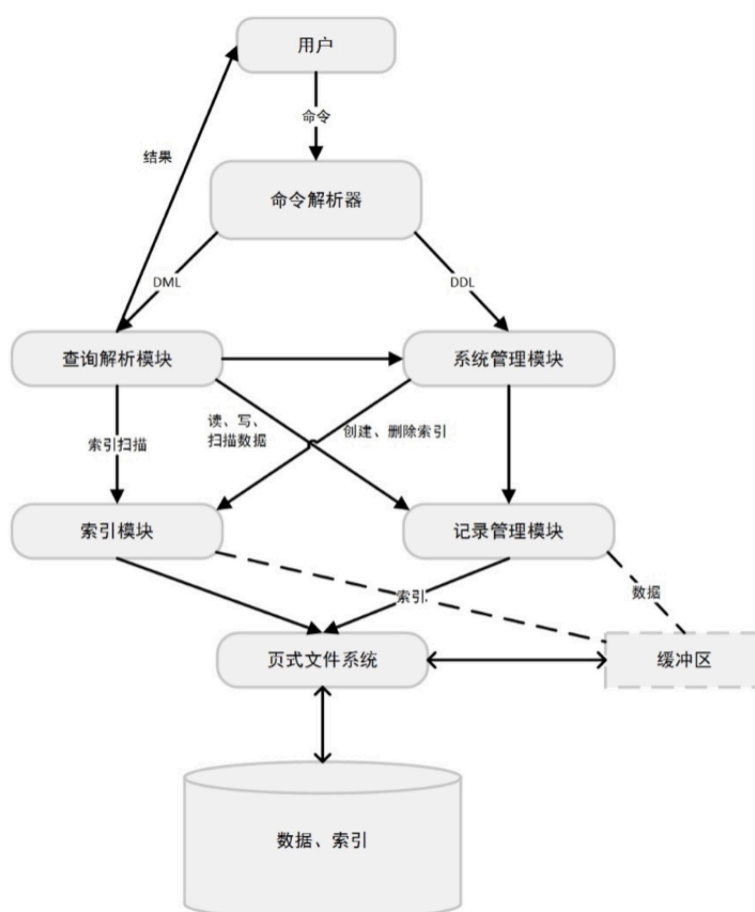 用户
命令
结果
命令解析器
DML
DDL
查询解析模块
系统管理模块
读、写、
扫描数据
创建、删除索引
索引扫描
索引模块
记录管理模块
索引
数据
页式文件系统
缓冲区
数据、索引